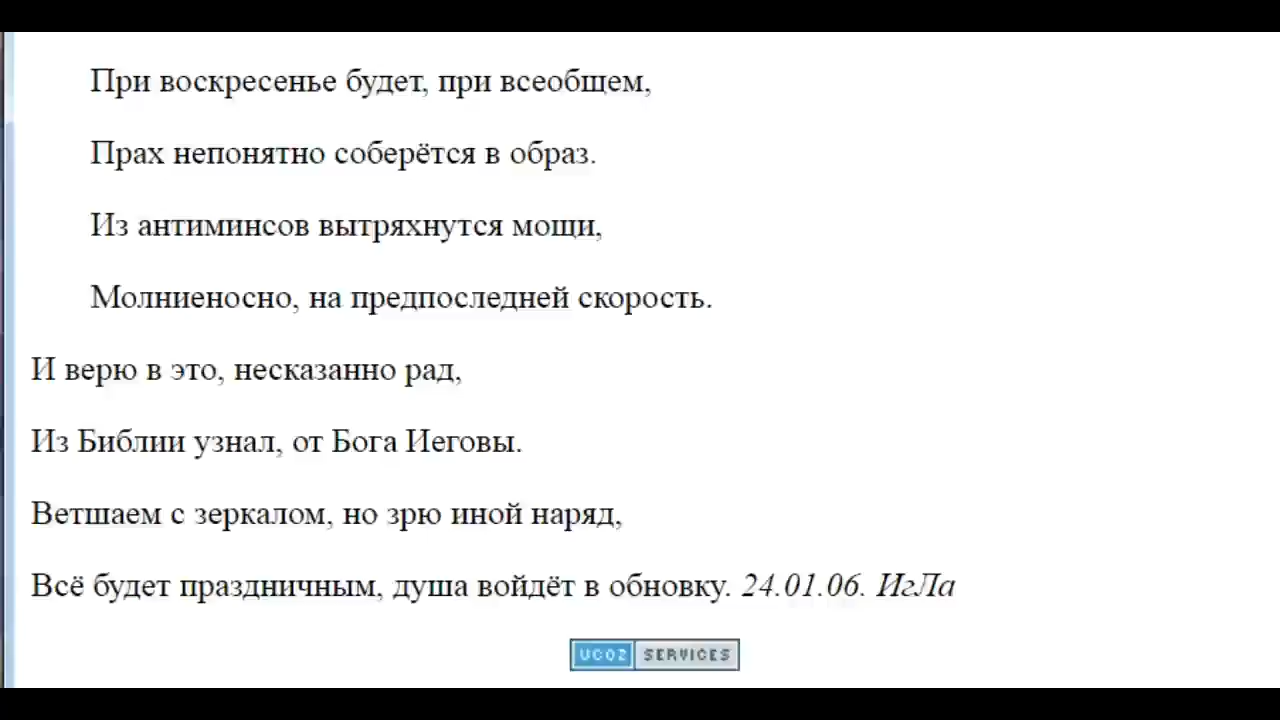 При воскресенье будет, при всеобщем,
Прах непонятно соберётся в образ.
Из антиминсов вытряхнутся мощи,
Молниеносно, на предпоследней скорость.
И верю в это, несказанно рад,
Из Библии узнал, от Бога Иеговы.
Ветшаем с зеркалом, но зрю иной наряд,
Всё будет праздничным, душа войдёт в обновку. 24.01.06. ИгЛа
UCOZ SERVICES